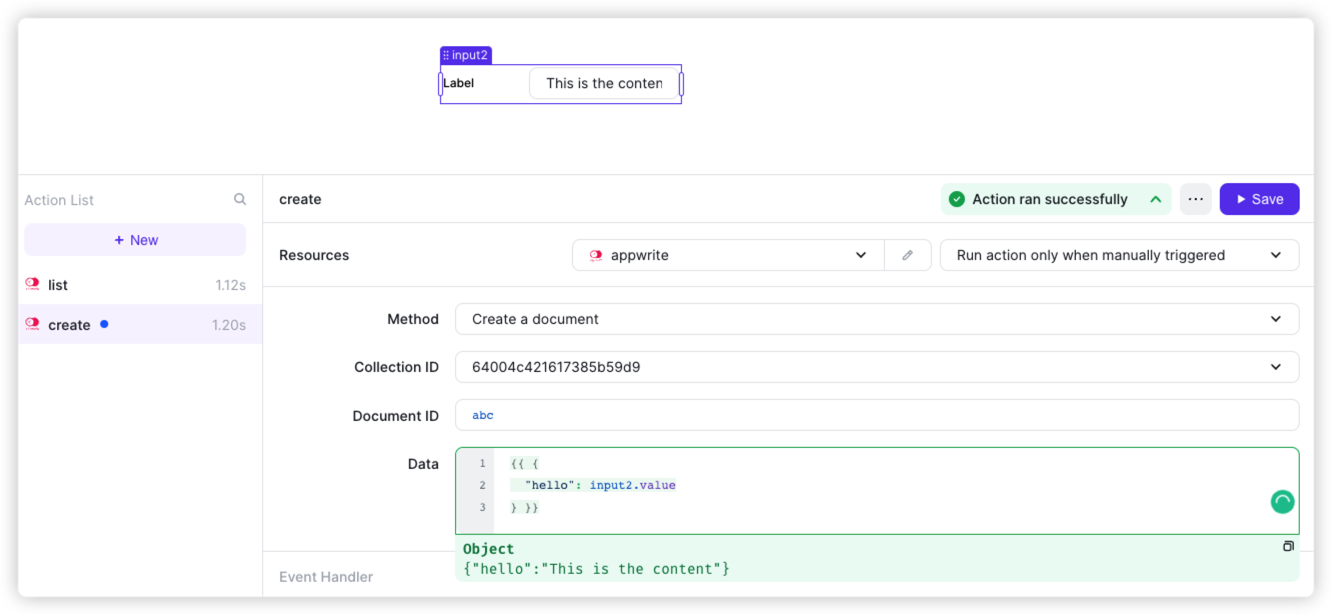 input2
Label This is the conten
Action List
+ New
list 1.12s
create 1.20s
create Action ran successfully ... Save
Resources appwrite Run action only when manually triggered
Method Create a document
Collection ID 64004c421617385b59d9
Document ID abc
Data
1 {{ {
2 "hello": input2.value
3 } }}
Object
{"hello":"This is the content"}
Event Handler